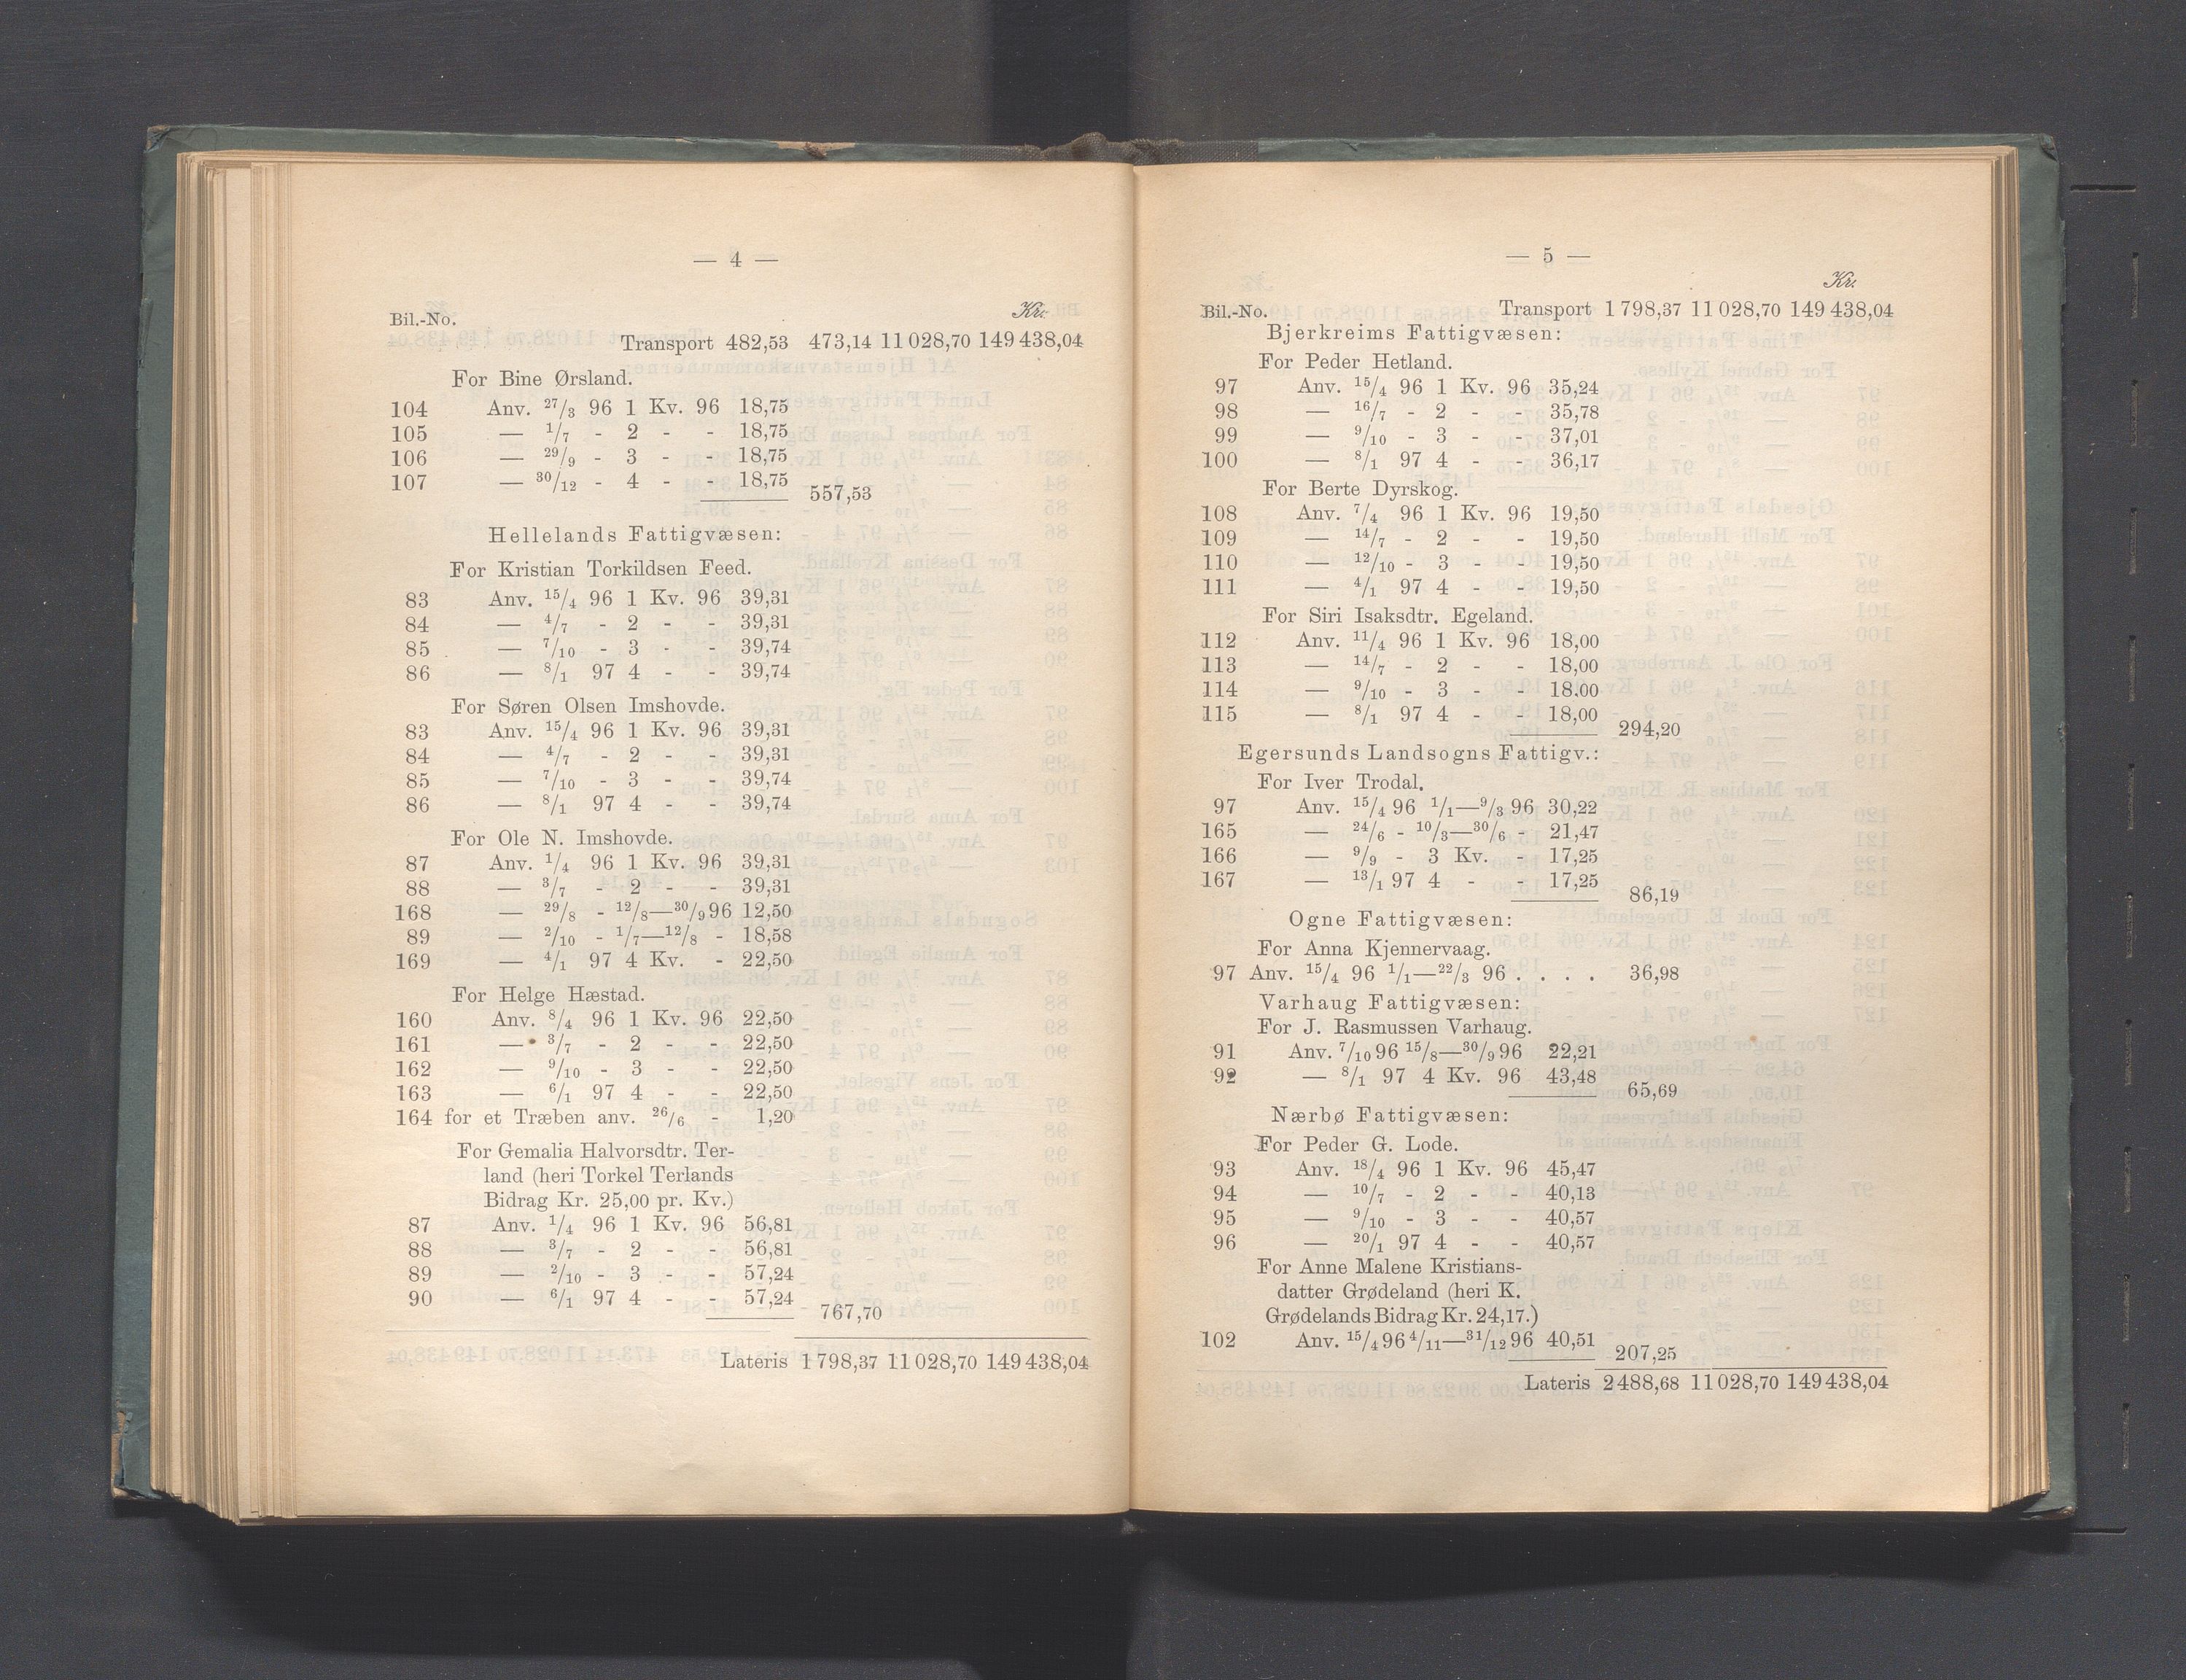 — 4 —
Kr.
Bil.-No.
Transport 482,53 473,14 11 028,70 149 438,04
For Bine Ørsland.
104 Anv. 27/3 96 1 Kv. 96 18,75
105 — 1/7 - 2 - - 18,75
106 — 29/9 - 3 - - 18,75
107 — 30/12 - 4 - - 18,75
557,53
Hellelands Fattigvæsen:
For Kristian Torkildsen Feed.
83 Anv. 15/4 96 1 Kv. 96 39,31
84 — 4/7 - 2 - - 39,31
85 — 7/10 - 3 - - 39,74
86 — 8/1 97 4 - - 39,74
For Søren Olsen Imshovde.
83 Anv. 15/4 96 1 Kv. 96 39,31
84 — 4/7 - 2 - - 39,31
85 — 7/10 - 3 - - 39,74
86 — 8/1 97 4 - - 39,74
For Ole N. Imshovde.
87 Anv. 1/4 96 1 Kv. 96 39,31
88 — 3/7 - 2 - - 39,31
168 — 29/8 - 12/8—30/9 96 12,50
89 — 2/10 - 1/7—12/8 - 18,58
169 — 4/1 97 4 Kv. - 22,50
For Helge Hæstad.
160 Anv. 8/4 96 1 Kv. 96 22,50
161 — 3/7 - 2 - - 22,50
162 — 9/10 - 3 - - 22,50
163 — 6/1 97 4 - - 22,50
164 for et Træben anv. 26/6 - 1,20
For Gemalia Halvorsdtr. Ter-
land (heri Torkel Terlands
Bidrag Kr. 25,00 pr. Kv.)
87 Anv. 1/4 96 1 Kv. 96 56,81
88 — 3/7 - 2 - - 56,81
89 — 2/10 - 3 - - 57,24
90 — 6/1 97 4 - - 57,24
767,70
Lateris 1 798,37 11 028,70 149 438,04
— 5 —
Kr.
Bil.-No. Transport 1 798,37 11 028,70 149 438,04
Bjerkreims Fattigvæsen:
For Peder Hetland.
97 Anv. 15/4 96 1 Kv. 96 35,24
98 — 16/7 - 2 - - 35,78
99 — 9/10 - 3 - - 37,01
100 — 8/1 97 4 - - 36,17
For Berte Dyrskog.
108 Anv. 7/4 96 1 Kv. 96 19,50
109 — 14/7 - 2 - - 19,50
110 — 12/10 - 3 - - 19,50
111 — 4/1 97 4 - - 19,50
For Siri Isaksdtr. Egeland.
112 Anv. 11/4 96 1 Kv. 96 18,00
113 — 14/7 - 2 - - 18,00
114 — 9/10 - 3 - - 18.00
115 — 8/1 97 4 - - 18,00
294,20
Egersunds Landsogns Fattigv.:
For Iver Trodal.
97 Anv. 15/4 96 1/1—9/3 96 30,22
165 — 24/6 - 10/3—30/6 - 21,47
166 — 9/9 - 3 Kv. - 17,25
167 — 13/1 97 4 - - 17,25
86,19
Ogne Fattigvæsen:
For Anna Kjennervaag.
97 Anv. 15/4 96 1/1—22/3 96 . . . . 36,98
Varhaug Fattigvæsen:
For J. Rasmussen Varhaug.
91 Anv. 7/10 96 15/8—30/9 96 22,21
92 — 8/1 97 4 Kv. 96 43,48
65,69
Nærbø Fattigvæsen:
For Peder G. Lode.
93 Anv. 18/4 96 1 Kv. 96 45,47
94 — 10/7 - 2 - - 40,13
95 — 9/10 - 3 - - 40,57
96 — 20/1 97 4 - - 40,57
For Anne Malene Kristians-
datter Grødeland (heri K.
Grødelands Bidrag Kr. 24,17.)
102 Anv. 15/4 96 4/11—31/12 96 40,51
207,25
Lateris 2 488,68 11 028,70 149 438,04